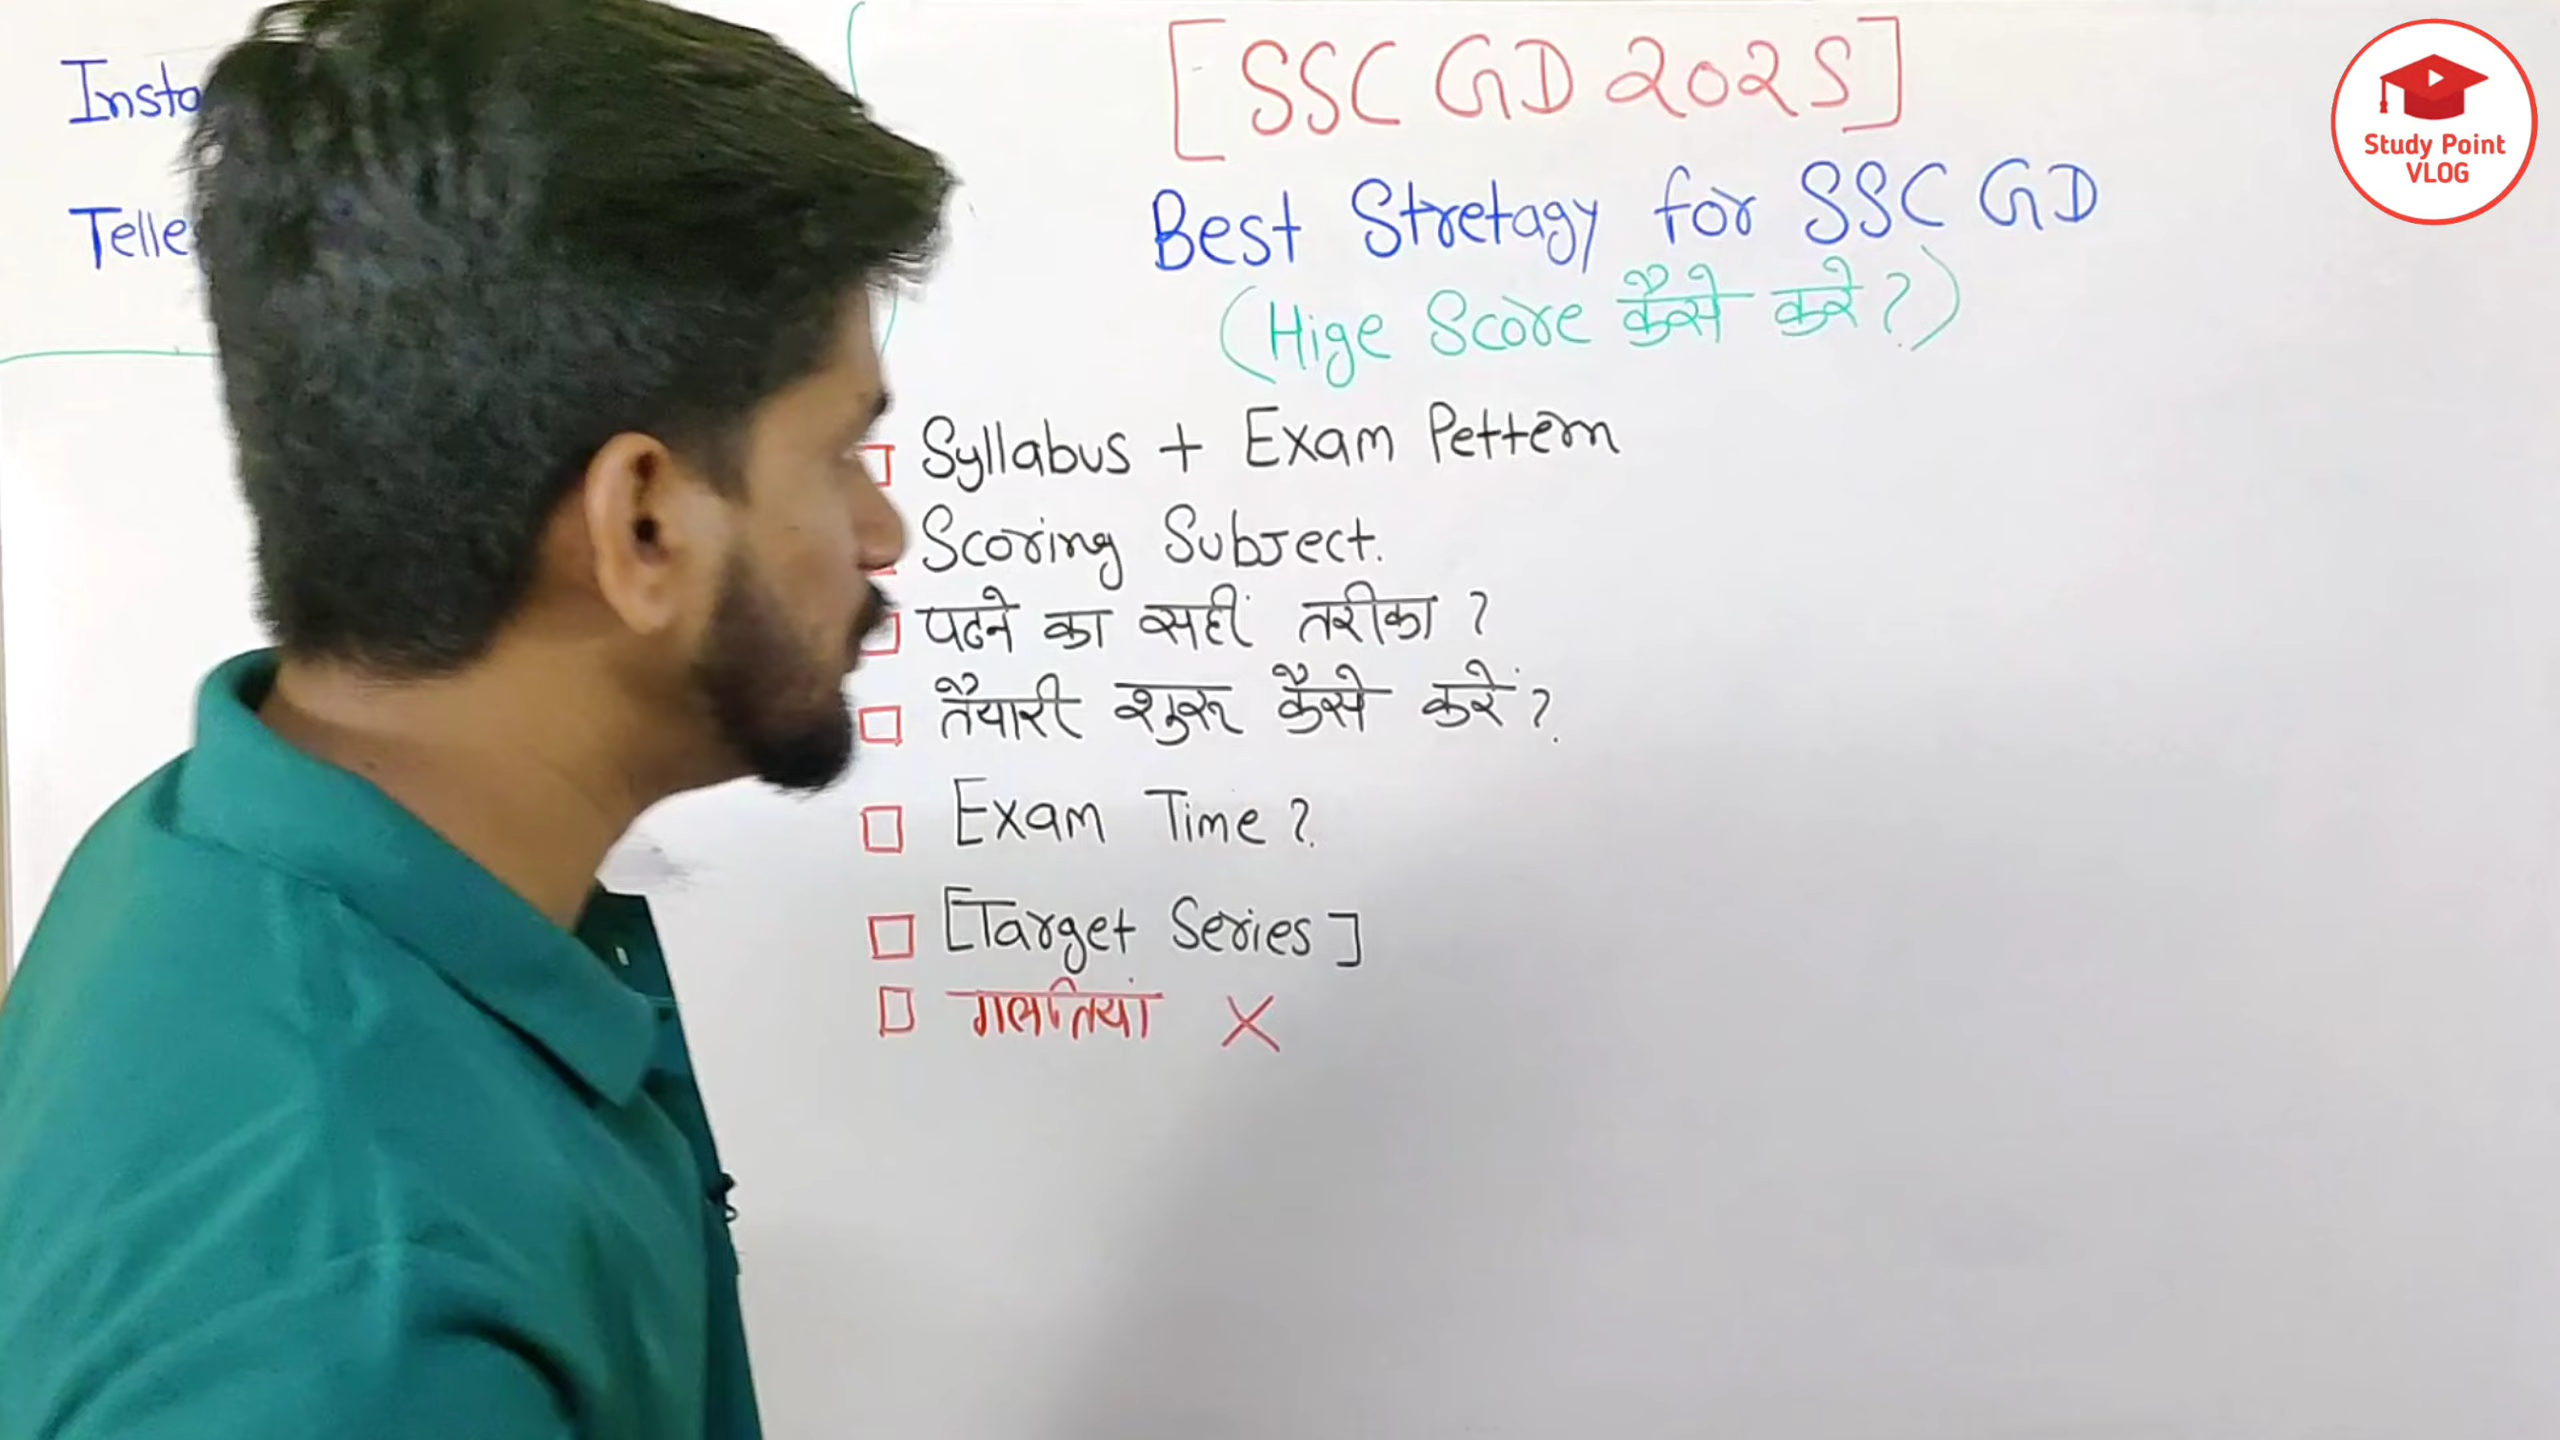 Insta
Telle
[SSC GD 2025]
Best Stretagy for SSC GD
(Hige Score कैसे करे?)
Syllabus + Exam Pettern
Scoring Subject.
पढने का सहीं तरीका ?
तैयारी शुरू कैसे करें ?
Exam Time ?
[Target Series]
गलतियां X
Study Point
VLOG